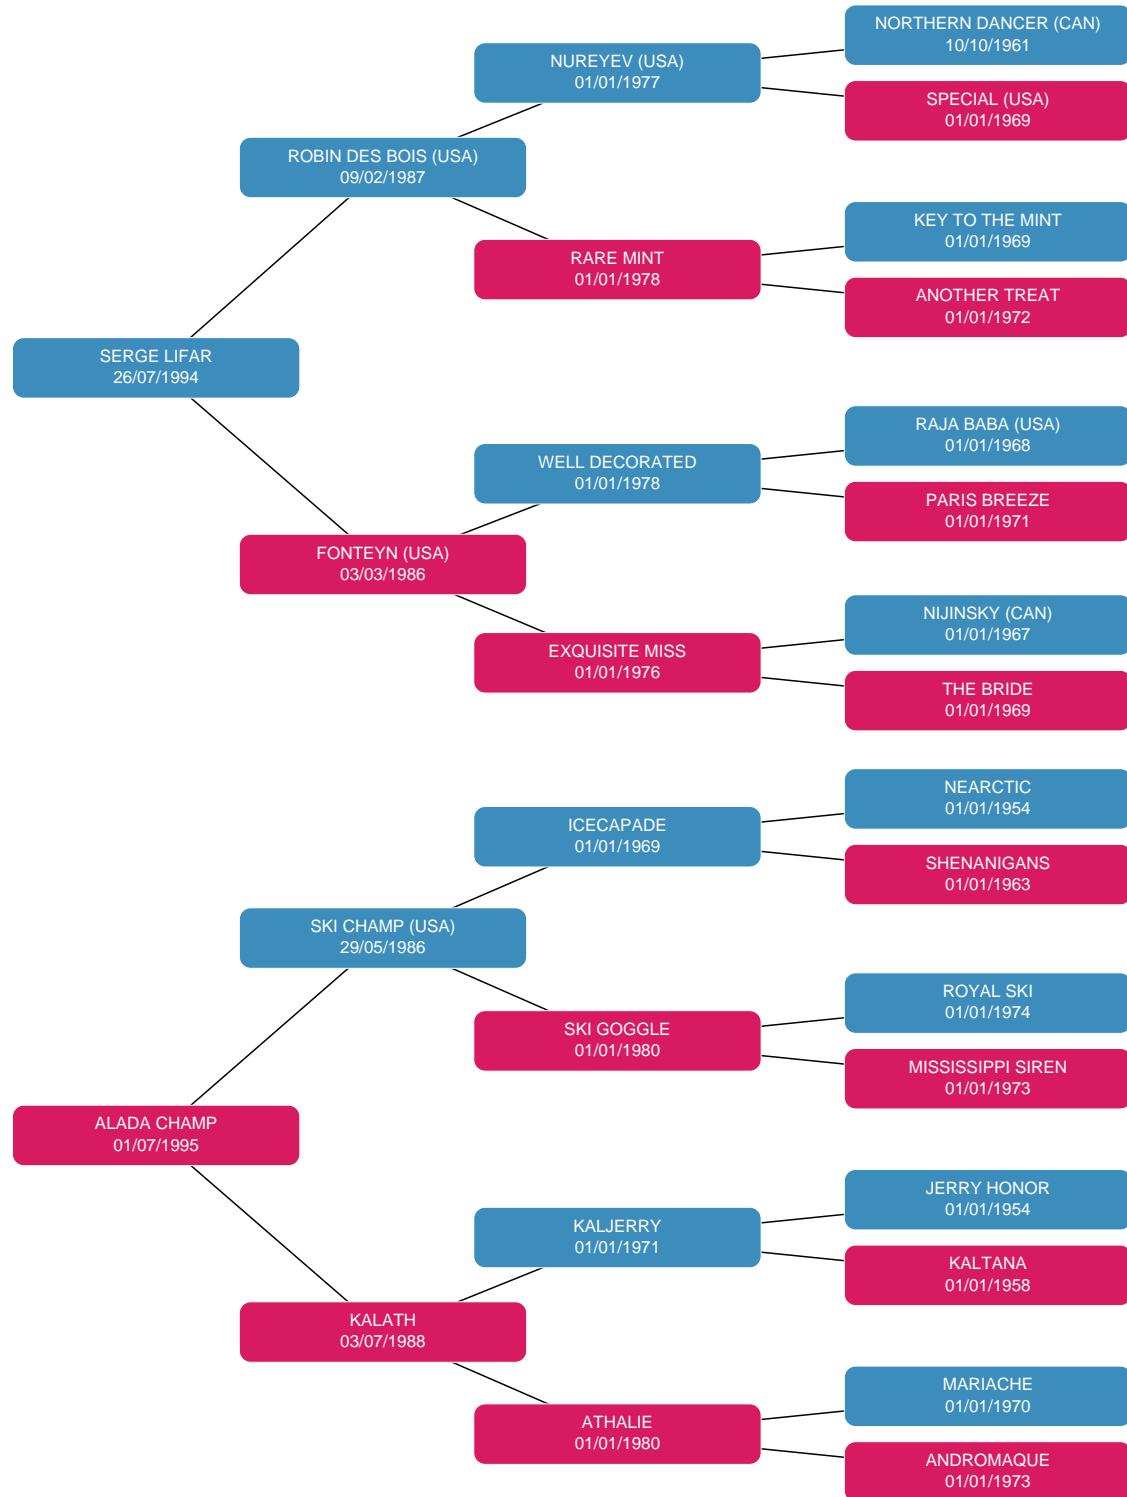 NORTHERN DANCER (CAN)
10/10/1961
NUREYEV (USA)
01/01/1977
SPECIAL (USA)
01/01/1969
ROBIN DES BOIS (USA)
09/02/1987
KEY TO THE MINT
01/01/1969
RARE MINT
01/01/1978
ANOTHER TREAT
01/01/1972
SERGE LIFAR
26/07/1994
RAJA BABA (USA)
01/01/1968
WELL DECORATED
01/01/1978
PARIS BREEZE
01/01/1971
FONTEYN (USA)
03/03/1986
NIJINSKY (CAN)
01/01/1967
EXQUISITE MISS
01/01/1976
THE BRIDE
01/01/1969
NEARCTIC
01/01/1954
ICECAPADE
01/01/1969
SHENANIGANS
01/01/1963
SKI CHAMP (USA)
29/05/1986
ROYAL SKI
01/01/1974
SKI GOGGLE
01/01/1980
MISSISSIPPI SIREN
01/01/1973
ALADA CHAMP
01/07/1995
JERRY HONOR
01/01/1954
KALJERRY
01/01/1971
KALTANA
01/01/1958
KALATH
03/07/1988
MARIACHE
01/01/1970
ATHALIE
01/01/1980
ANDROMAQUE
01/01/1973